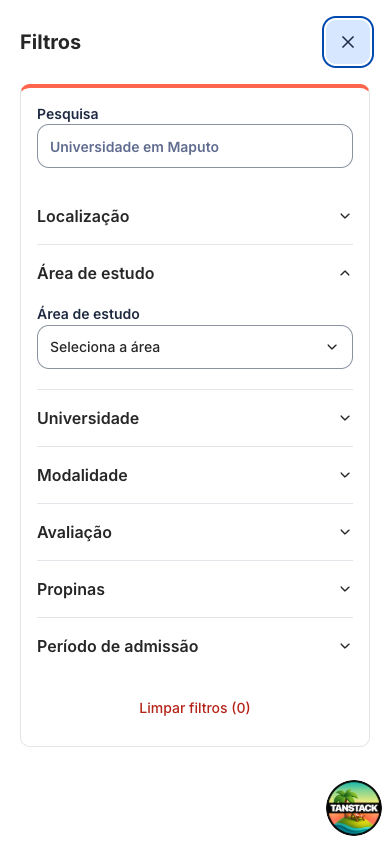 Filtros
Pesquisa
Universidade em Maputo
Localização
Área de estudo
Área de estudo
Seleciona a área
Universidade
Modalidade
Avaliação
Propinas
Período de admissão
Limpar filtros (0)
TANSTACK